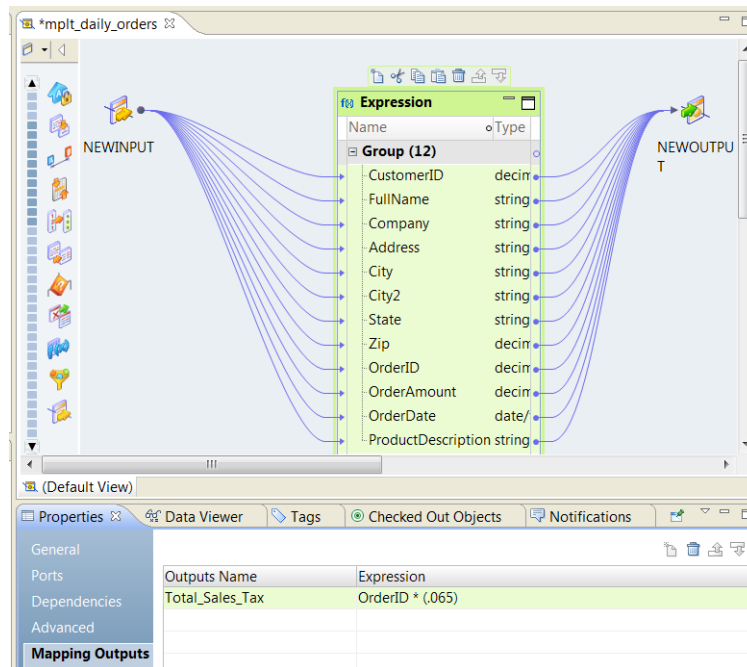 *mplt_daily_orders
NEWINPUT
f(x) Expression
Name Type
Group (12)
CustomerID decim
FullName string
Company string
Address string
City string
City2 string
State string
Zip decim
OrderID decim
OrderAmount decim
OrderDate date/
ProductDescription string
NEWOUTPU
T
(Default View)
Properties Data Viewer Tags Checked Out Objects Notifications
General
Ports
Dependencies
Advanced
Mapping Outputs
Outputs Name Expression
Total_Sales_Tax OrderID * (.065)